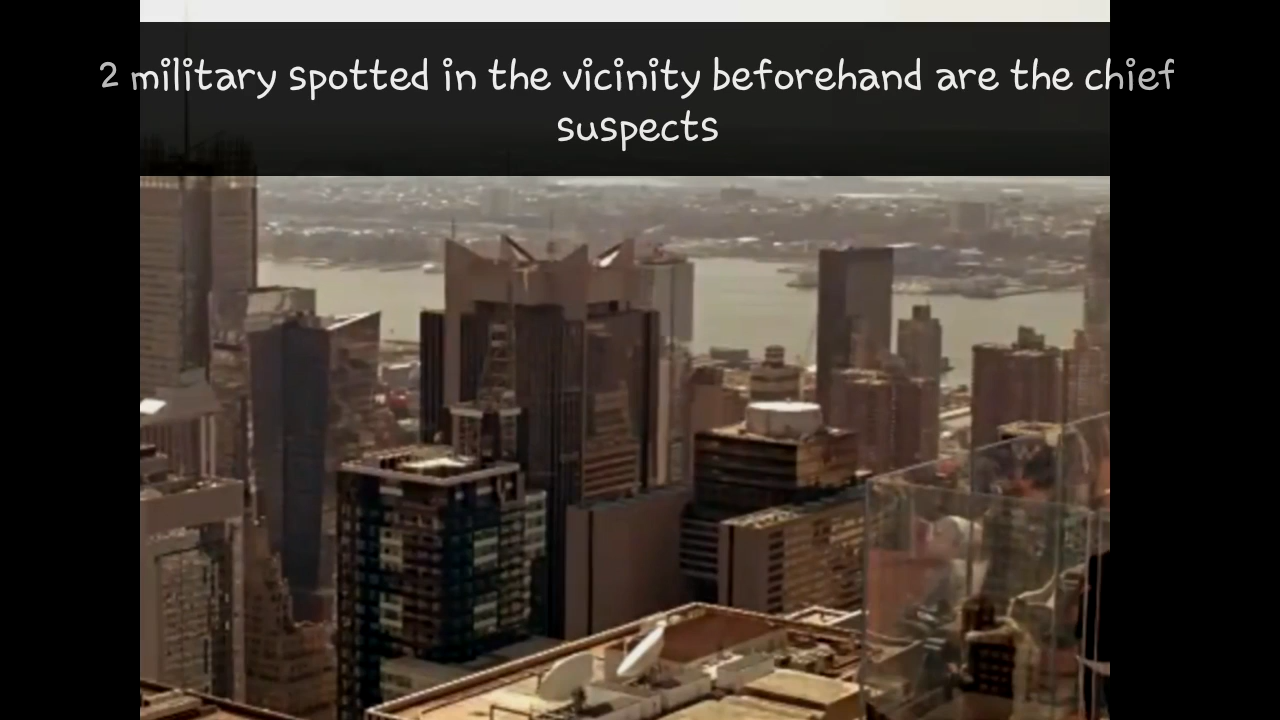 2 military spotted in the vicinity beforehand are the chief
suspects